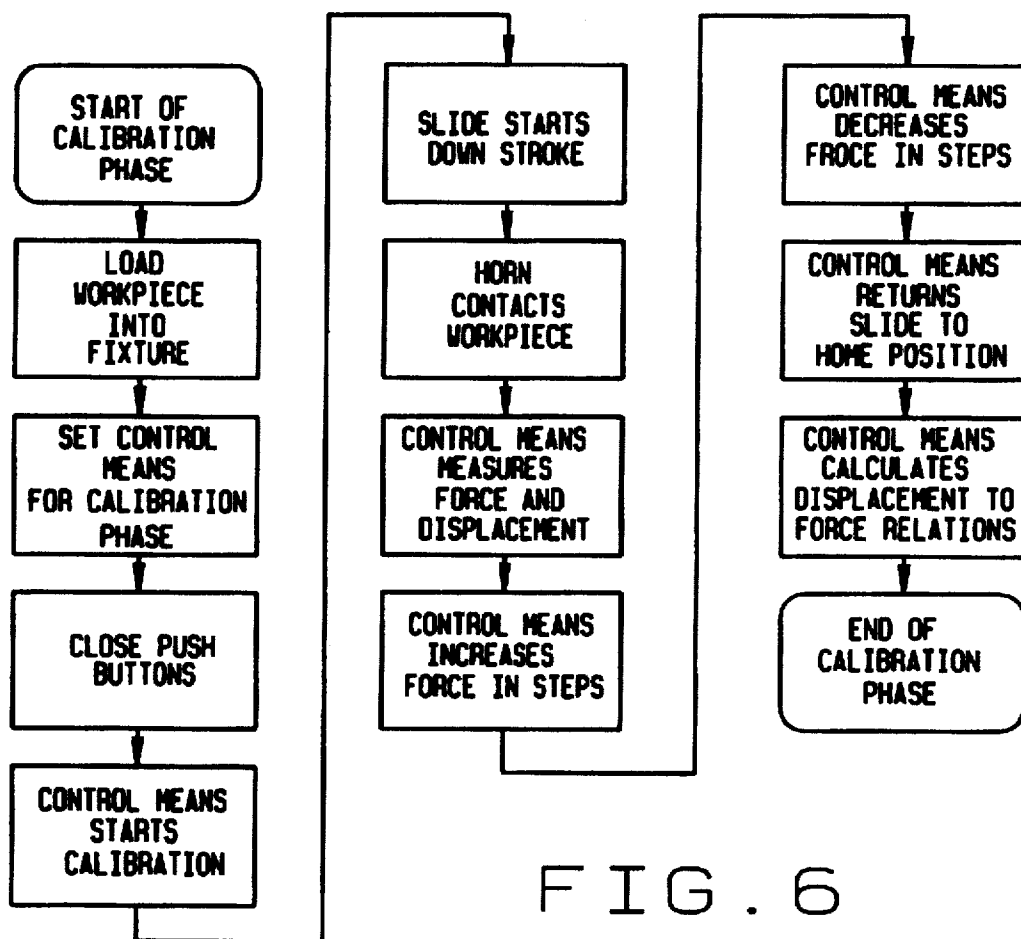 START OF
CALIBRATION
PHASE
LOAD
WORKPIECE
INTO
FIXTURE
SET CONTROL
MEANS
FOR CALIBRATION
PHASE
CLOSE PUSH
BUTTONS
CONTROL MEANS
STARTS
CALIBRATION
SLIDE STARTS
DOWN STROKE
HORN
CONTACTS
WORKPIECE
CONTROL MEANS
MEASURES
FORCE AND
DISPLACEMENT
CONTROL MEANS
INCREASES
FORCE IN STEPS
CONTROL MEANS
DECREASES
FROCE IN STEPS
CONTROL MEANS
RETURNS
SLIDE TO
HOME POSITION
CONTROL MEANS
CALCULATES
DISPLACEMENT TO
FORCE RELATIONS
END OF
CALIBRATION
PHASE
FIG.6